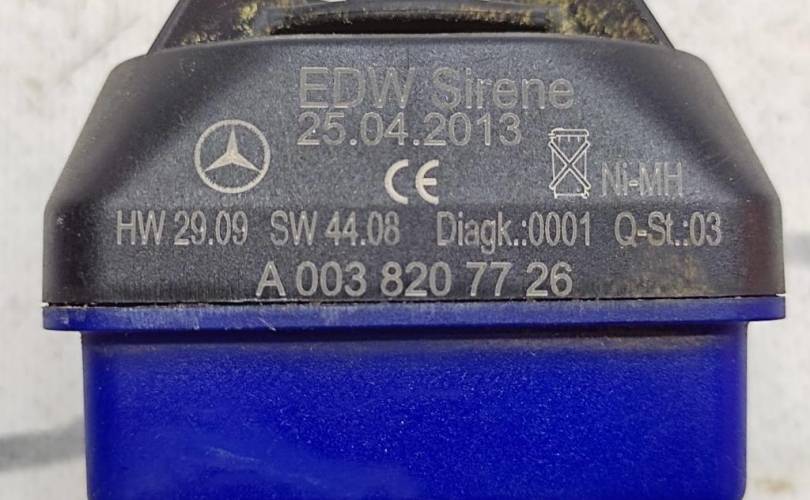 EDW Sirene
25.04.2013
CE
Ni-MH
HW 29.09 SW 44.08 Diagk.:0001 Q-St.:03
A 003 820 77 26